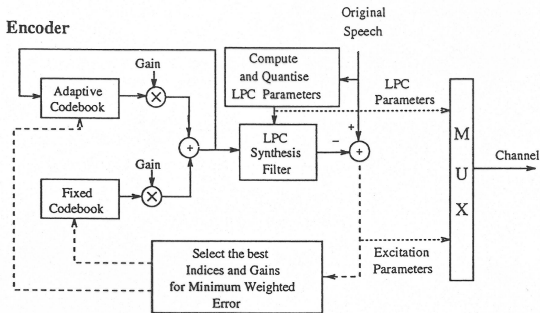 Original
Speech
Encoder
Compute
and Quantise
LPC Parameters
Gain
Adaptive
Codebook
LPC
Parameters
LPC
Synthesis
Filter
M
U
X
Channel
Gain
Fixed
Codebook
Select the best
Indices and Gains
for Minimum Weighted
Error
Excitation
Parameters